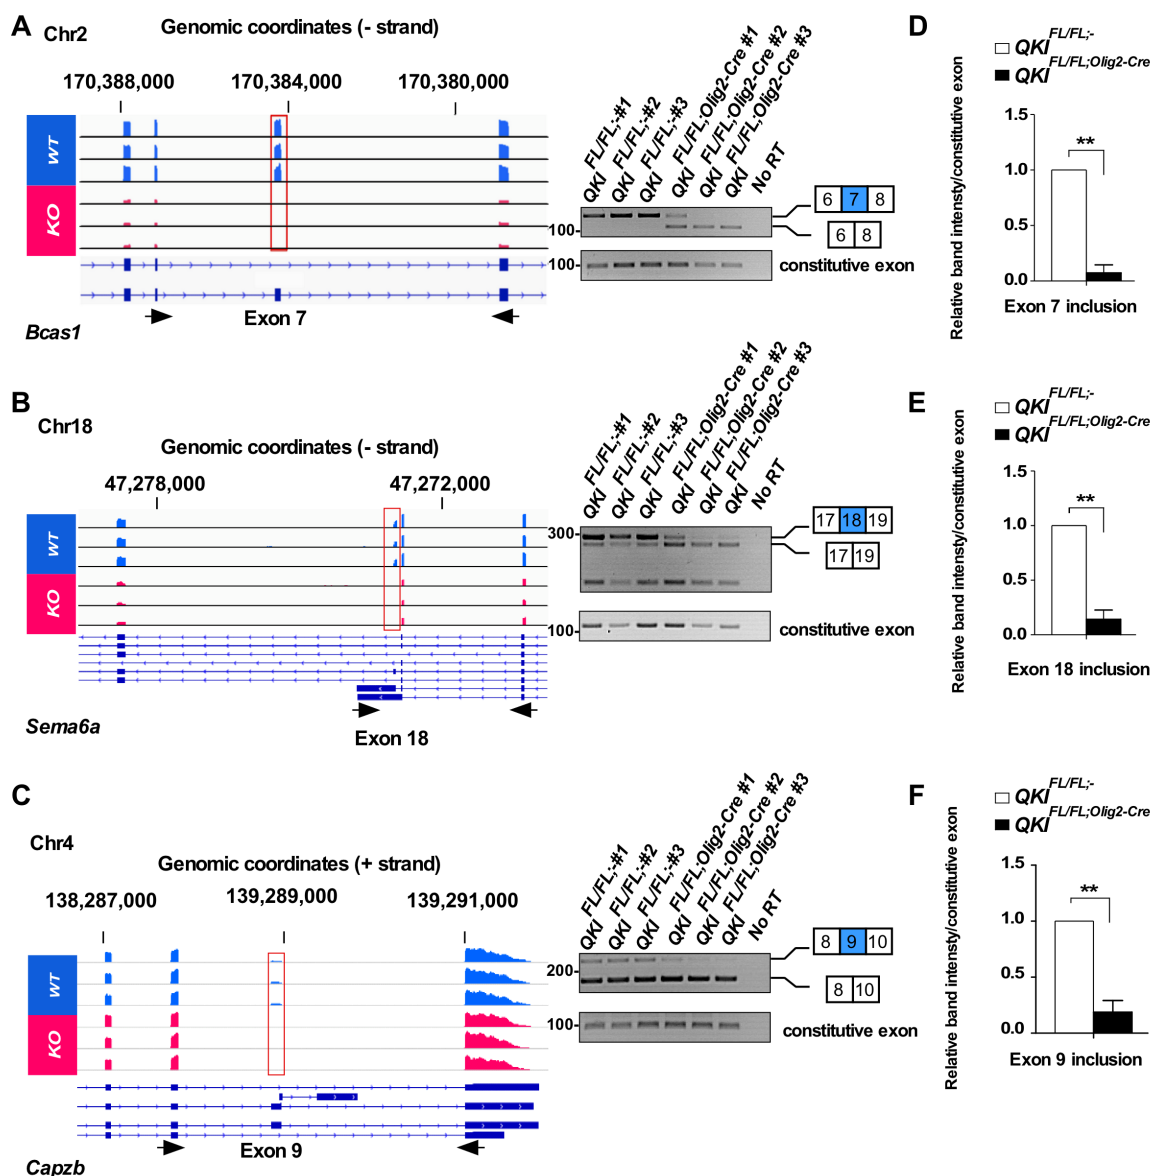 A
Chr2
Genomic coordinates (- strand)
170,388,000 170,384,000 170,380,000
WT
KO
Exon 7
Bcas1
QKI FL/FL;-#1
QKI FL/FL;-#2
QKI FL/FL;-#3
QKI FL/FL;Olig2-Cre #1
QKI FL/FL;Olig2-Cre #2
QKI FL/FL;Olig2-Cre #3
No RT
100
6 7 8
6 8
100
constitutive exon
D
QKI FL/FL;-
QKI FL/FL;Olig2-Cre
Relative band intensty/constitutive exon
1.5
**
1.0
0.5
0.0
Exon 7 inclusion
B
Chr18
Genomic coordinates (- strand)
47,278,000 47,272,000
WT
KO
Exon 18
Sema6a
QKI FL/FL;-#1
QKI FL/FL;-#2
QKI FL/FL;-#3
QKI FL/FL;Olig2-Cre #1
QKI FL/FL;Olig2-Cre #2
QKI FL/FL;Olig2-Cre #3
No RT
300
17 18 19
17 19
100
constitutive exon
E
QKI FL/FL;-
QKI FL/FL;Olig2-Cre
Relative band intensty/constitutive exon
1.5
**
1.0
0.5
0.0
Exon 18 inclusion
C
Chr4
Genomic coordinates (+ strand)
138,287,000 139,289,000 139,291,000
WT
KO
Exon 9
Capzb
QKI FL/FL;-#1
QKI FL/FL;-#2
QKI FL/FL;-#3
QKI FL/FL;Olig2-Cre #1
QKI FL/FL;Olig2-Cre #2
QKI FL/FL;Olig2-Cre #3
No RT
200
8 9 10
8 10
100
constitutive exon
F
QKI FL/FL;-
QKI FL/FL;Olig2-Cre
Relative band intensty/constitutive exon
1.5
**
1.0
0.5
0.0
Exon 9 inclusion